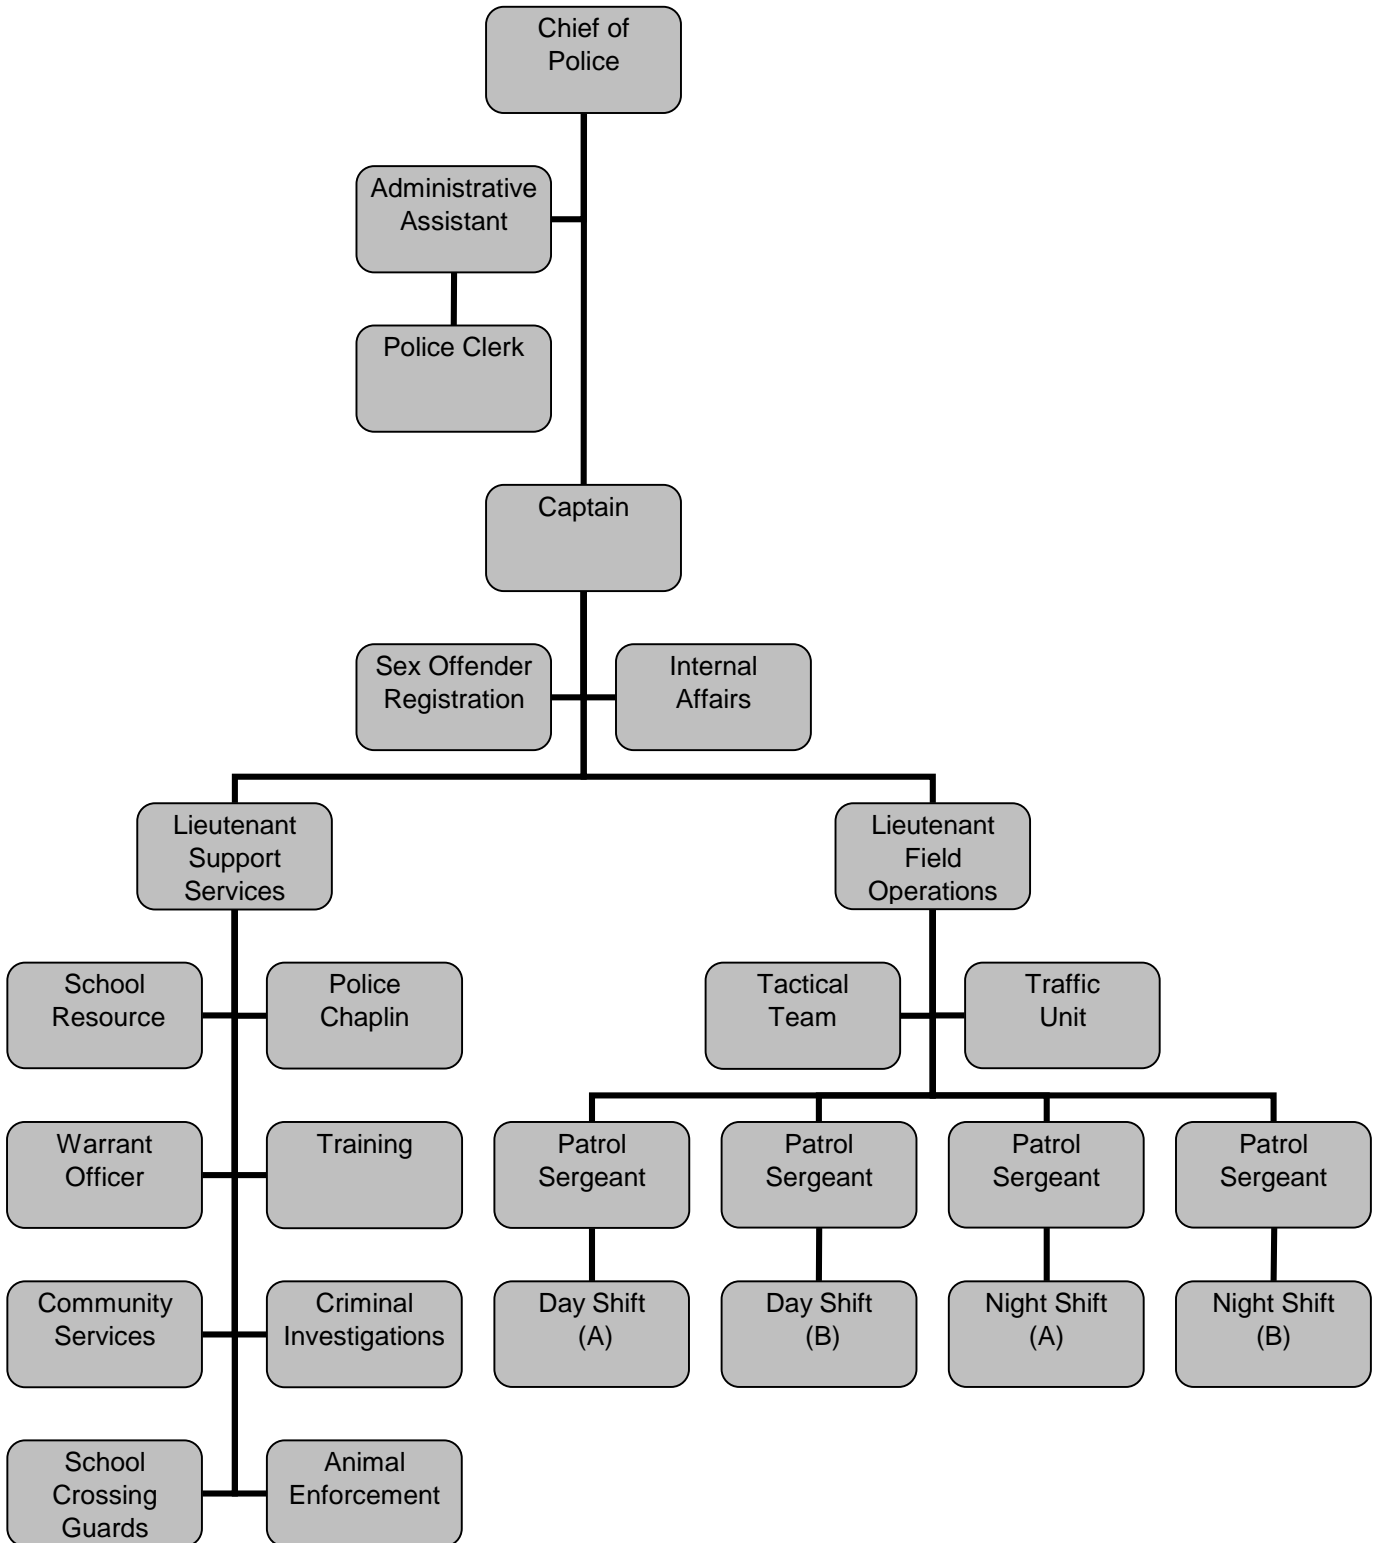 Chief of
Police
Administrative
Assistant
Police Clerk
Captain
Sex Offender
Registration
Internal
Affairs
Lieutenant
Support
Services
Lieutenant
Field
Operations
School
Resource
Police
Chaplin
Tactical
Team
Traffic
Unit
Warrant
Officer
Training
Patrol
Sergeant
Patrol
Sergeant
Patrol
Sergeant
Patrol
Sergeant
Community
Services
Criminal
Investigations
Day Shift
(A)
Day Shift
(B)
Night Shift
(A)
Night Shift
(B)
School
Crossing
Guards
Animal
Enforcement